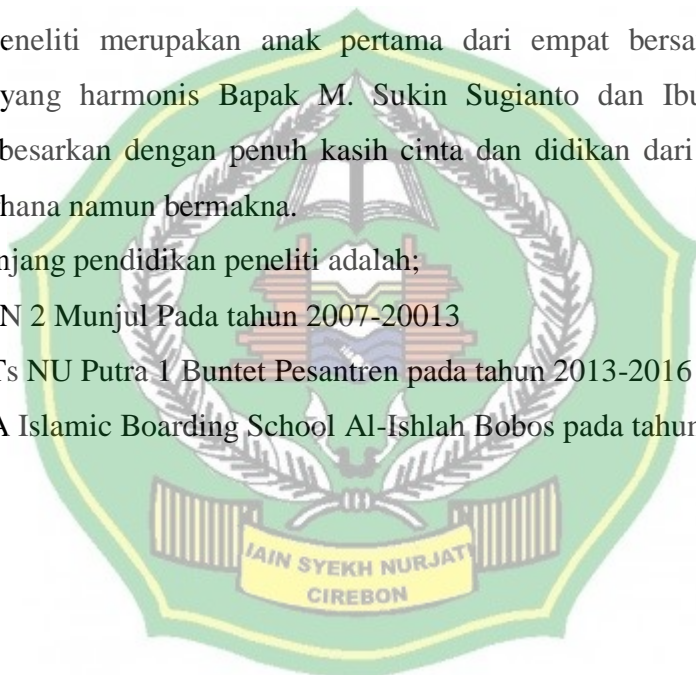 eneliti merupakan anak pertama dari empat bersa
yang harmonis Bapak M. Sukin Sugianto dan Ibu
besarkan dengan penuh kasih cinta dan didikan dari
hana namun bermakna.
njang pendidikan peneliti adalah;
N 2 Munjul Pada tahun 2007-20013
Ts NU Putra 1 Buntet Pesantren pada tahun 2013-2016
A Islamic Boarding School Al-Ishlah Bobos pada tahun
IAIN SYEKH NURJATI
CIREBON